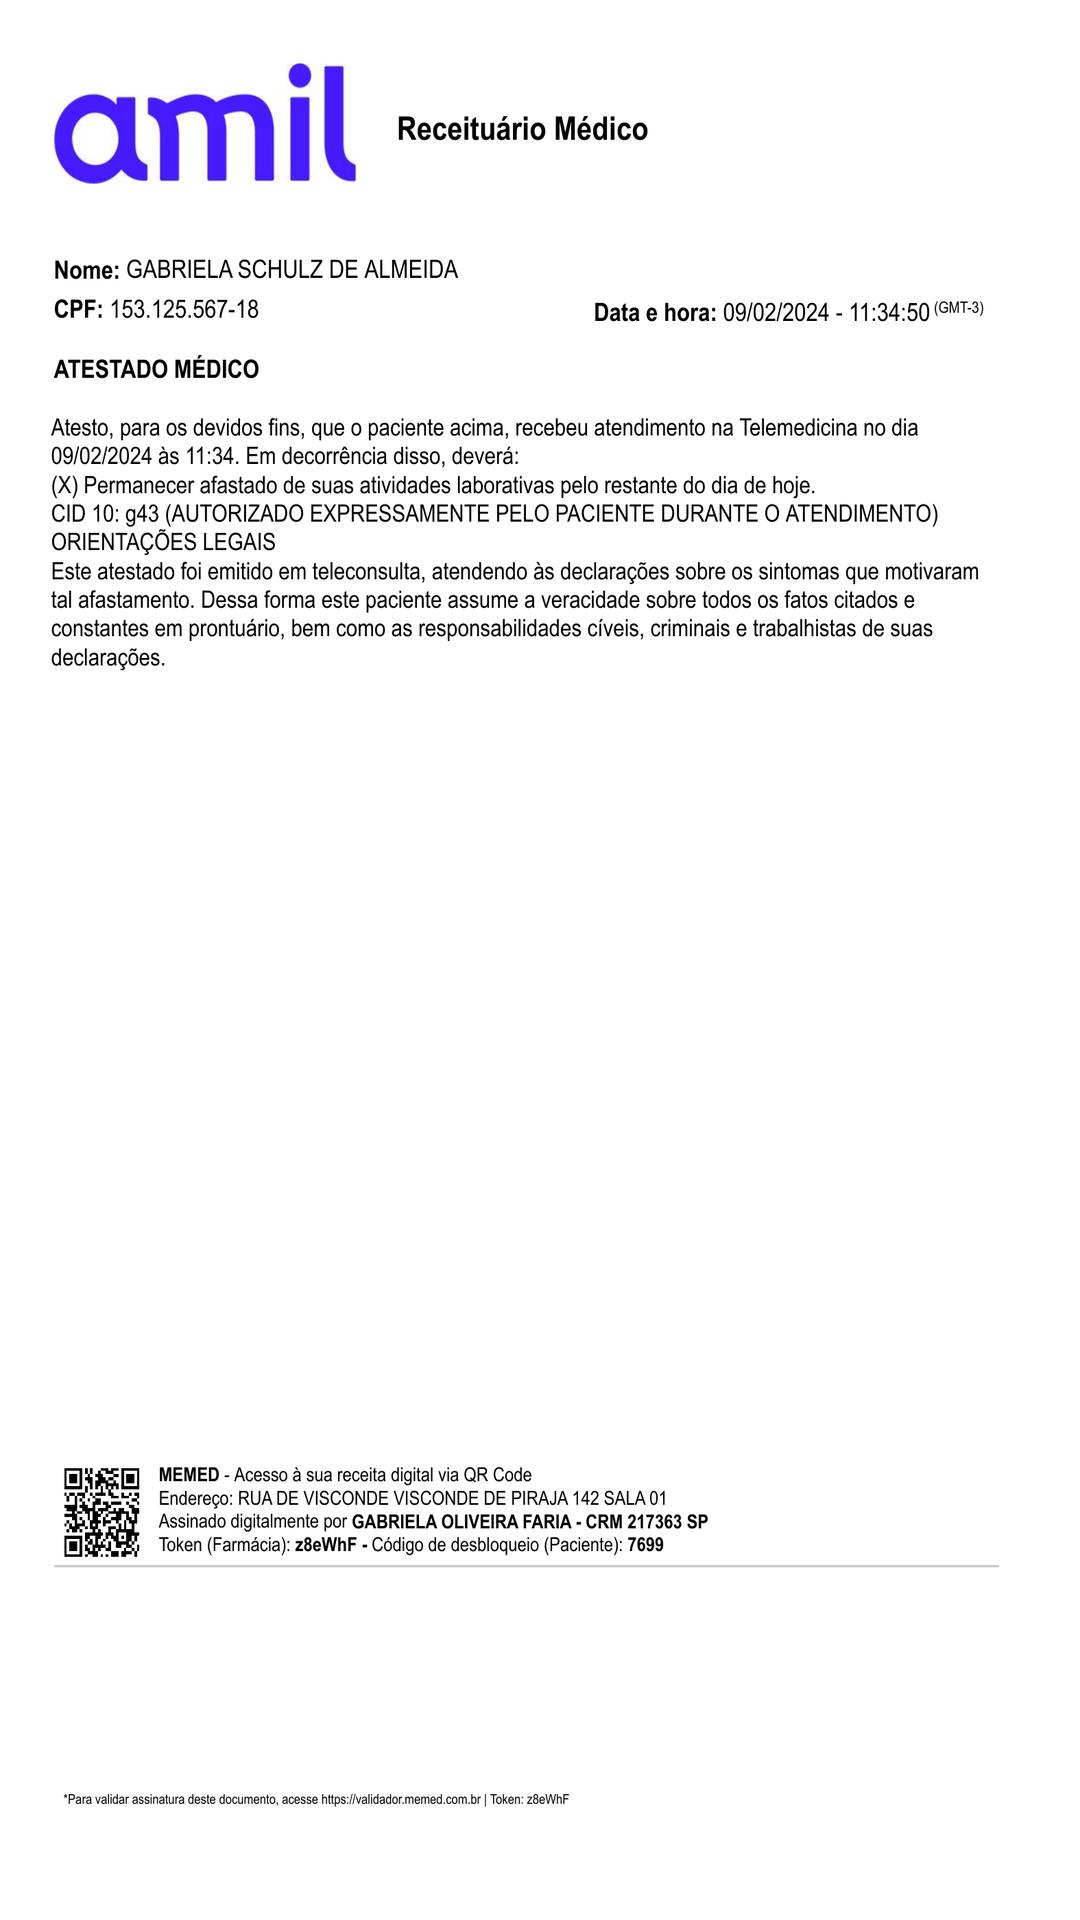 amil
Receituário Médico
Nome: GABRIELA SCHULZ DE ALMEIDA
CPF: 153.125.567-18
Data e hora: 09/02/2024 - 11:34:50 (GMT-3)
ATESTADO MÉDICO
Atesto, para os devidos fins, que o paciente acima, recebeu atendimento na Telemedicina no dia
09/02/2024 às 11:34. Em decorrência disso, deverá:
(X) Permanecer afastado de suas atividades laborativas pelo restante do dia de hoje.
CID 10: g43 (AUTORIZADO EXPRESSAMENTE PELO PACIENTE DURANTE O ATENDIMENTO)
ORIENTAÇÕES LEGAIS
Este atestado foi emitido em teleconsulta, atendendo às declarações sobre os sintomas que motivaram
tal afastamento. Dessa forma este paciente assume a veracidade sobre todos os fatos citados e
constantes em prontuário, bem como as responsabilidades cíveis, criminais e trabalhistas de suas
declarações.
MEMED - Acesso à sua receita digital via QR Code
Endereço: RUA DE VISCONDE VISCONDE DE PIRAJA 142 SALA 01
Assinado digitalmente por GABRIELA OLIVEIRA FARIA - CRM 217363 SP
Token (Farmácia): z8eWhF - Código de desbloqueio (Paciente): 7699
*Para validar assinatura deste documento, acesse https://validador.memed.com.br | Token: z8eWhF